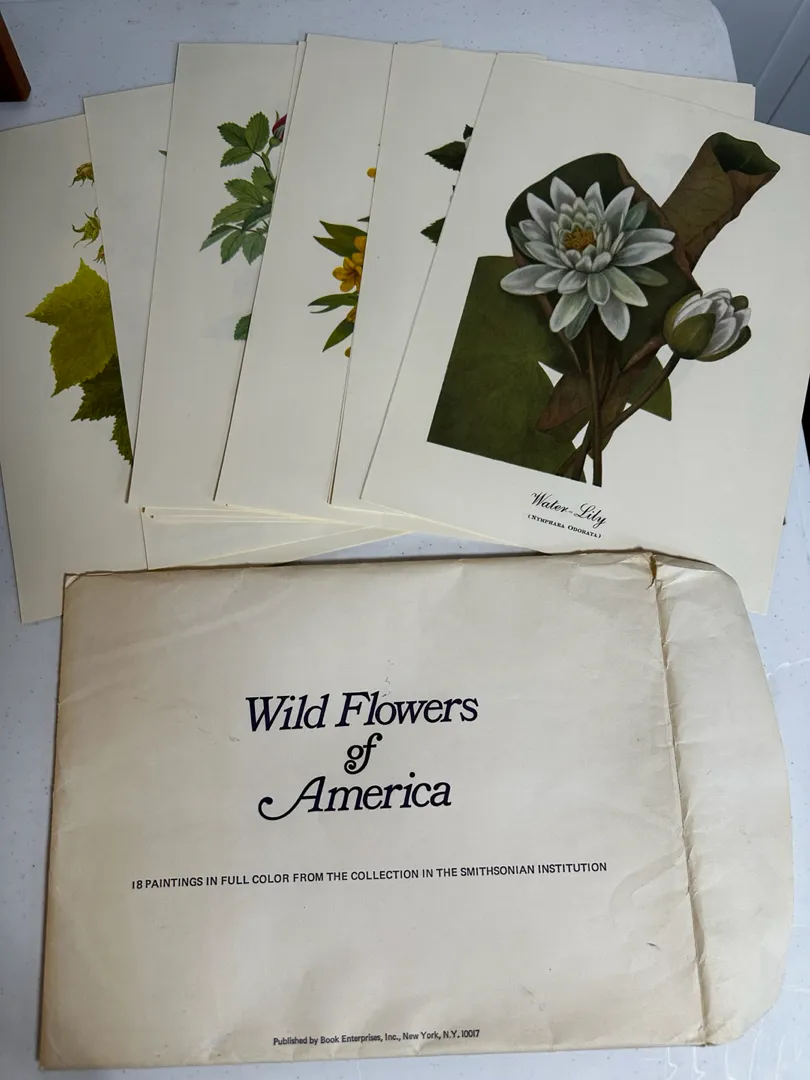 Water-Lily
(NYMPHAEA ODORATA)
Wild Flowers
of
America
18 PAINTINGS IN FULL COLOR FROM THE COLLECTION IN THE SMITHSONIAN INSTITUTION
Published by Book Enterprises, Inc., New York, N.Y. 10017